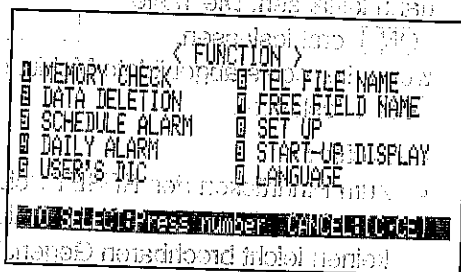 < FUNCTION >
1 MEMORY CHECK
2 DATA DELETION
3 SCHEDULE ALARM
4 DAILY ALARM
5 USER'S DIC
6 TEL FILE NAME
7 FREE FIELD NAME
8 SET UP
9 START-UP DISPLAY
0 LANGUAGE
TO SELECT:Press number. CANCEL:[C·CE]